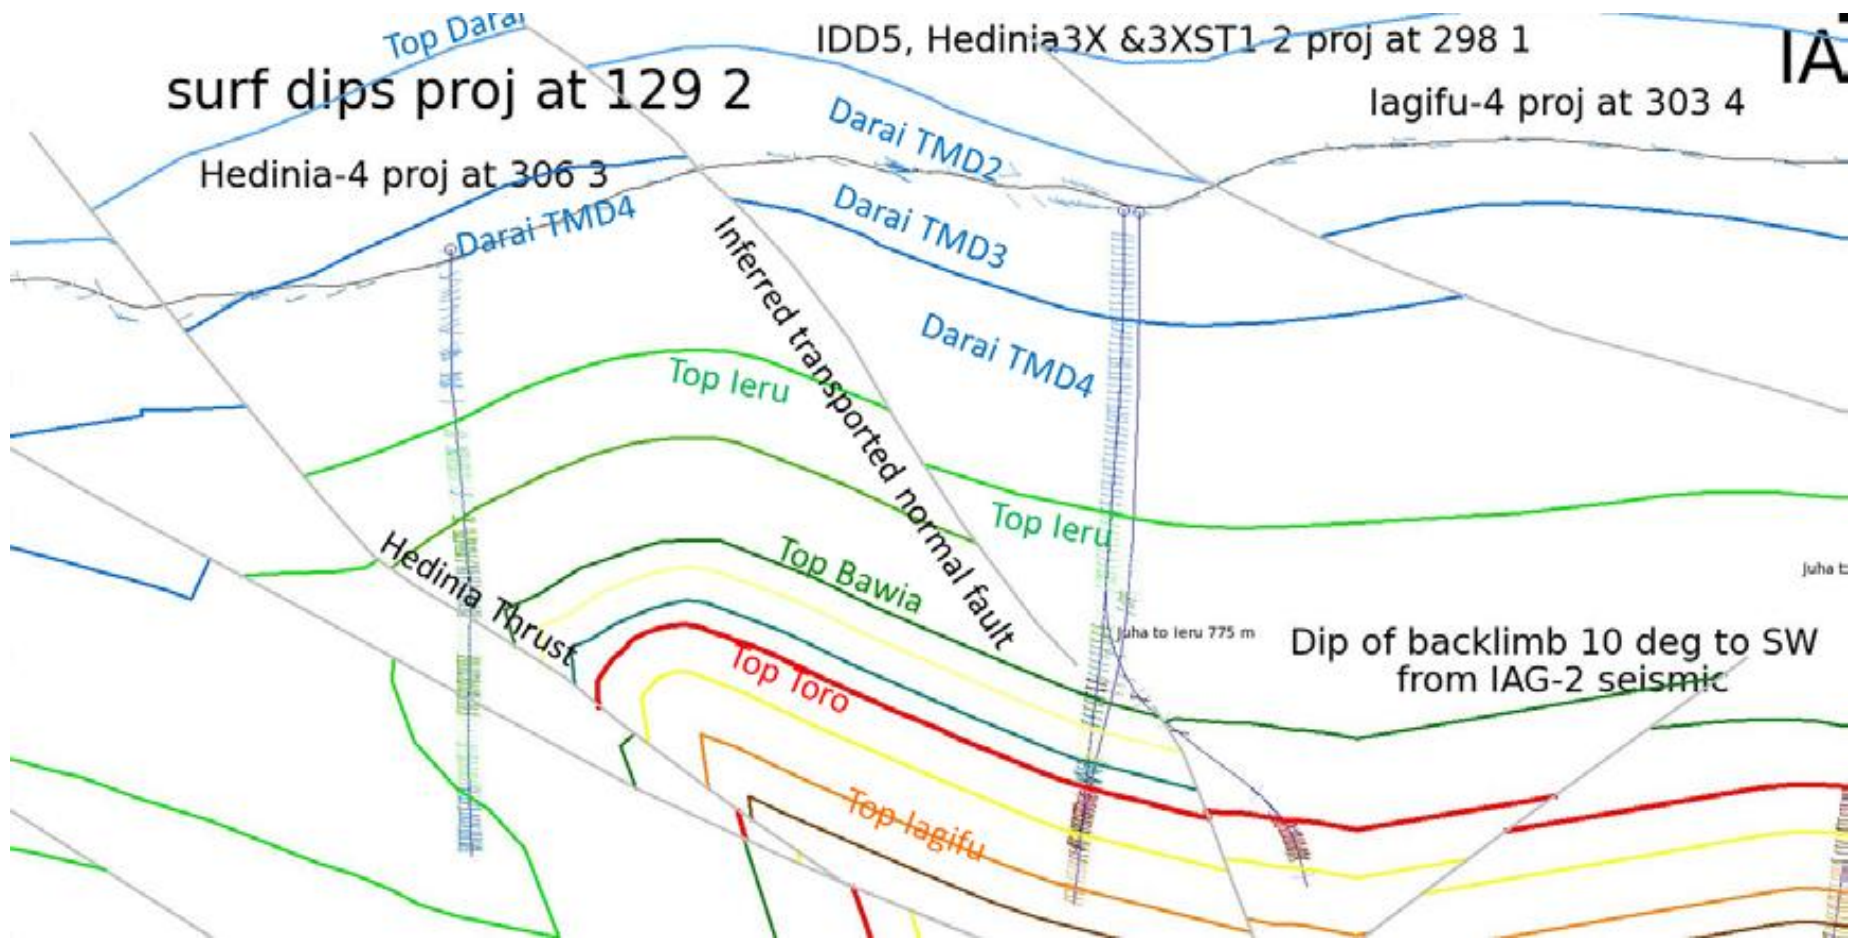 Top Darai
IDD5, Hedinia3X &3XST1 2 proj at 298 1
IA
surf dips proj at 129 2
Iagifu-4 proj at 303 4
Darai TMD2
Hedinia-4 proj at 306 3
Darai TMD4
Darai TMD3
Inferred transported normal fault
Darai TMD4
Top Ieru
Top Ieru
Hedinia Thrust
Top Bawia
Juha t
Juha to Ieru 775 m
Dip of backlimb 10 deg to SW
from IAG-2 seismic
Top Toro
Top Iagifu